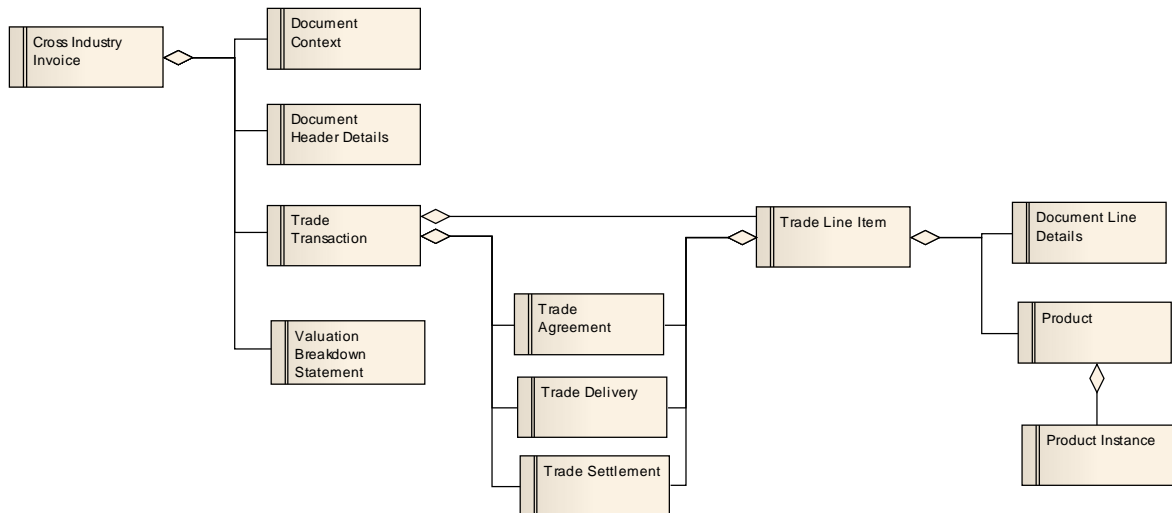 Cross Industry
Invoice
Document
Context
Document
Header Details
Trade
Transaction
Valuation
Breakdown
Statement
Trade
Agreement
Trade Delivery
Trade Settlement
Trade Line Item
Document Line
Details
Product
Product Instance